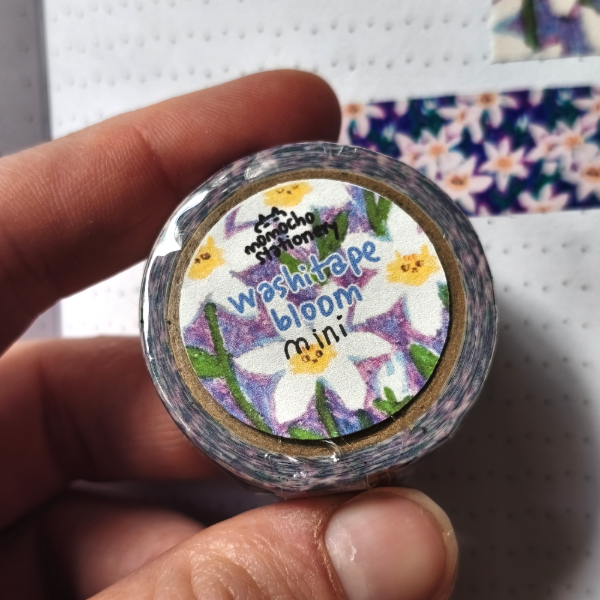 momocho
stationery
washitape
bloom
mini